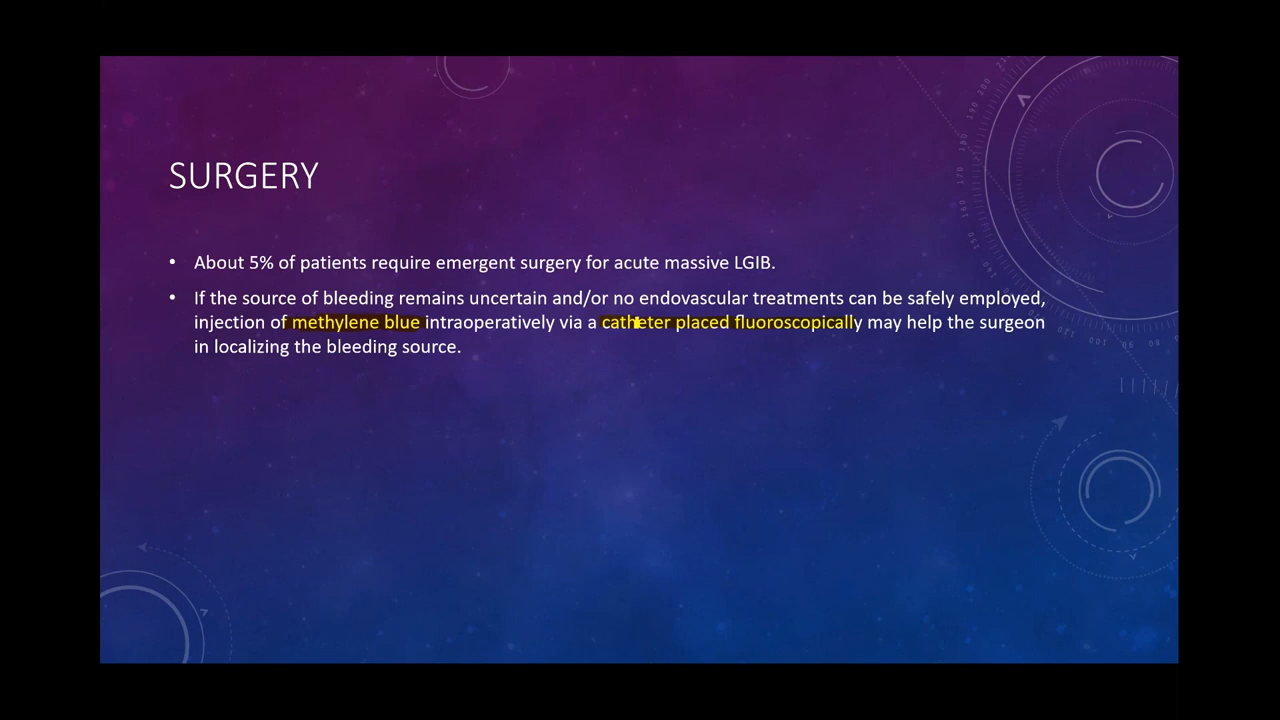 SURGERY
• About 5% of patients require emergent surgery for acute massive LGIB.
• If the source of bleeding remains uncertain and/or no endovascular treatments can be safely employed,
injection of methylene blue intraoperatively via a catheter placed fluoroscopically may help the surgeon
in localizing the bleeding source.